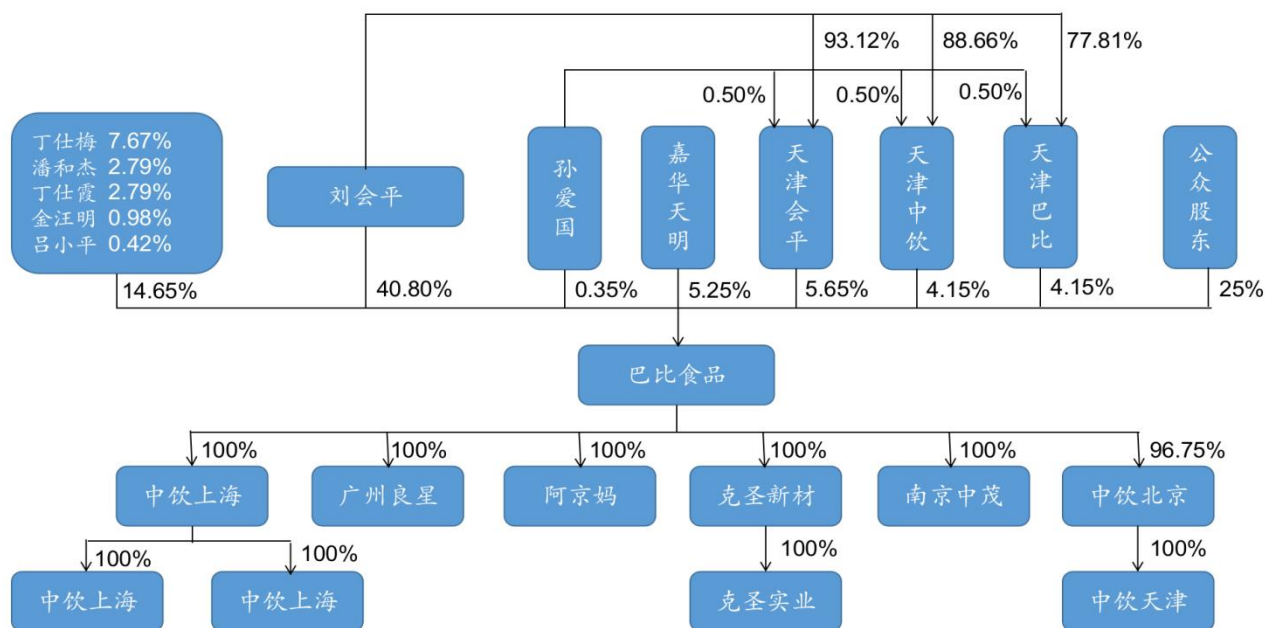 93.12%
88.66%
77.81%
0.50%
0.50%
0.50%
丁仕梅 7.67%
潘和杰 2.79%
丁仕霞 2.79%
金汪明 0.98%
吕小平 0.42%
刘会平
孙爱国
嘉华天明
天津会平
天津中饮
天津巴比
公众股东
14.65%
40.80%
0.35%
5.25%
5.65%
4.15%
4.15%
25%
巴比食品
100%
100%
100%
100%
100%
96.75%
中饮上海
广州良星
阿京妈
克圣新材
南京中茂
中饮北京
100%
100%
100%
100%
中饮上海
中饮上海
克圣实业
中饮天津